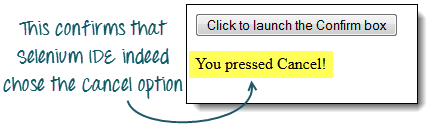 This confirms that
Selenium IDE indeed
chose the Cancel option
Click to launch the Confirm box
You pressed Cancel!